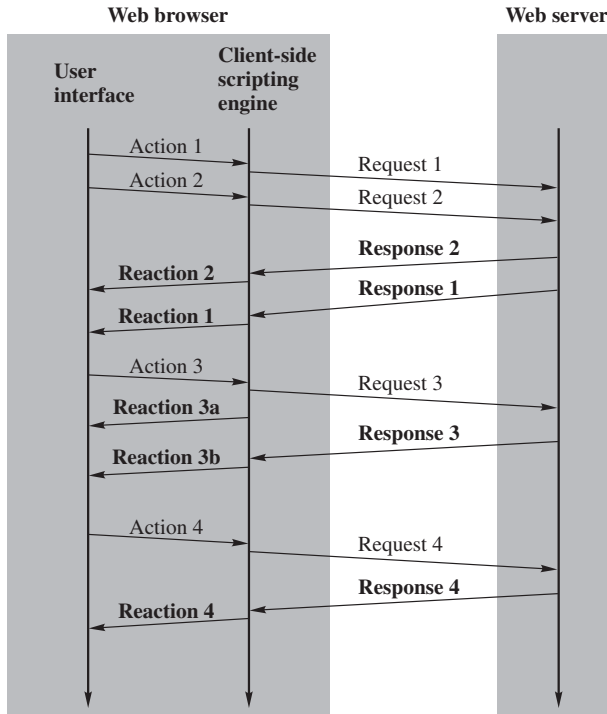 Web browser
Web server
User
interface
Client-side
scripting
engine
Action 1
Request 1
Action 2
Request 2
Response 2
Reaction 2
Response 1
Reaction 1
Action 3
Request 3
Reaction 3a
Response 3
Reaction 3b
Action 4
Request 4
Response 4
Reaction 4